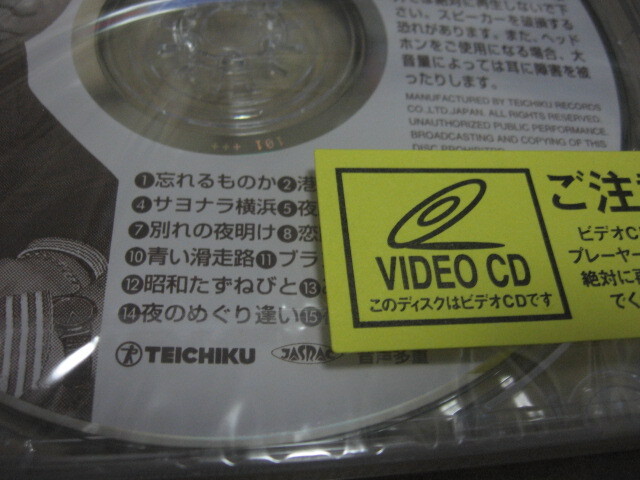 さい。スピーカーを破損する
恐れがあります。また、ヘッド
ホンをご使用になる場合、大
音量によっては耳に障害を被
ったりします。
MANUFACTURED BY TEICHIKU RECORDS
CO.,LTD.JAPAN. ALL RIGHTS RESERVED.
UNAUTHORIZED PUBLIC PERFORMANCE,
BROADCASTING AND COPYING OF THIS
DISC
101 +++
❶忘れるものか❷港
❹サヨナラ横浜❺夜
❼別れの夜明け❽恋
❿青い滑走路⓫ブラ
⓬昭和たずねびと⓭
⓮夜のめぐり逢い⓯
TEICHIKU JASRAC
VIDEO CD
このディスクはビデオCDです
ご注
ビデオC
プレーヤー
絶対に
でく